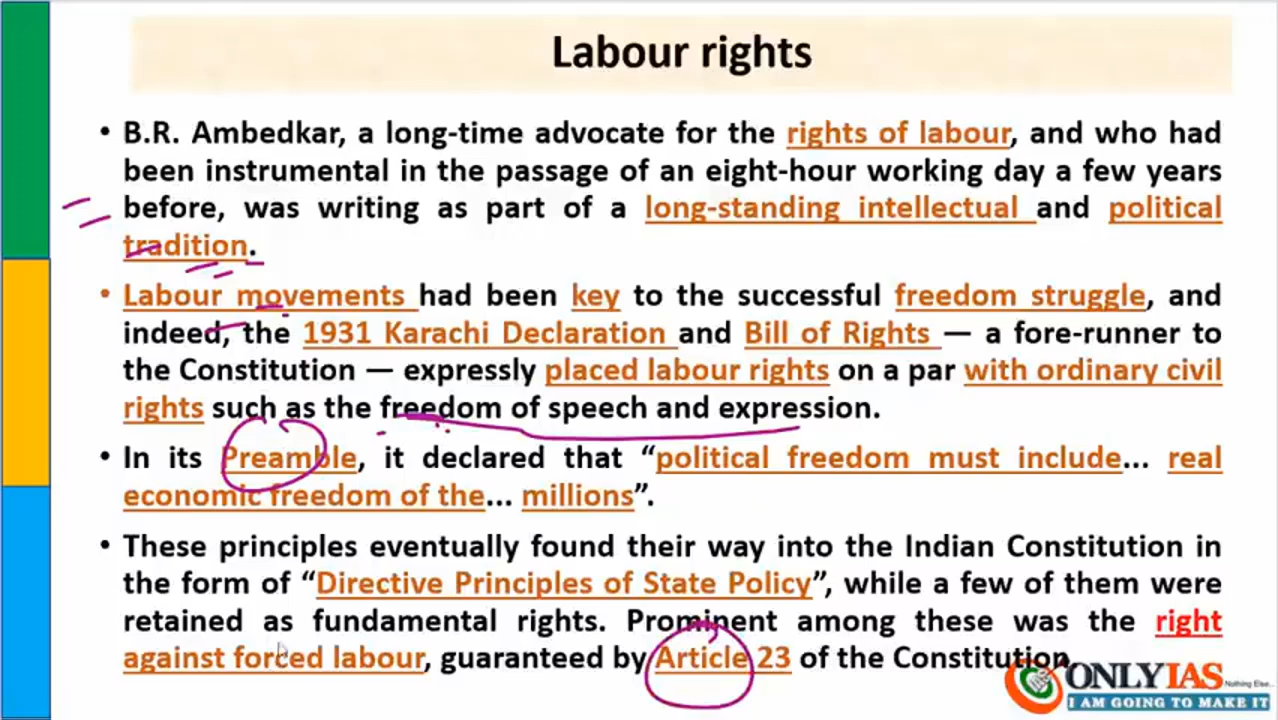 Labour rights
• B.R. Ambedkar, a long-time advocate for the rights of labour, and who had
been instrumental in the passage of an eight-hour working day a few years
before, was writing as part of a long-standing intellectual and political
tradition.
• Labour movements had been key to the successful freedom struggle, and
indeed, the 1931 Karachi Declaration and Bill of Rights — a fore-runner to
the Constitution — expressly placed labour rights on a par with ordinary civil
rights such as the freedom of speech and expression.
• In its Preamble, it declared that “political freedom must include... real
economic freedom of the... millions”.
• These principles eventually found their way into the Indian Constitution in
the form of “Directive Principles of State Policy”, while a few of them were
retained as fundamental rights. Prominent among these was the right
against forced labour, guaranteed by Article 23 of the Constitution.
ONLY IAS
Nothing Else...
I AM GOING TO MAKE IT